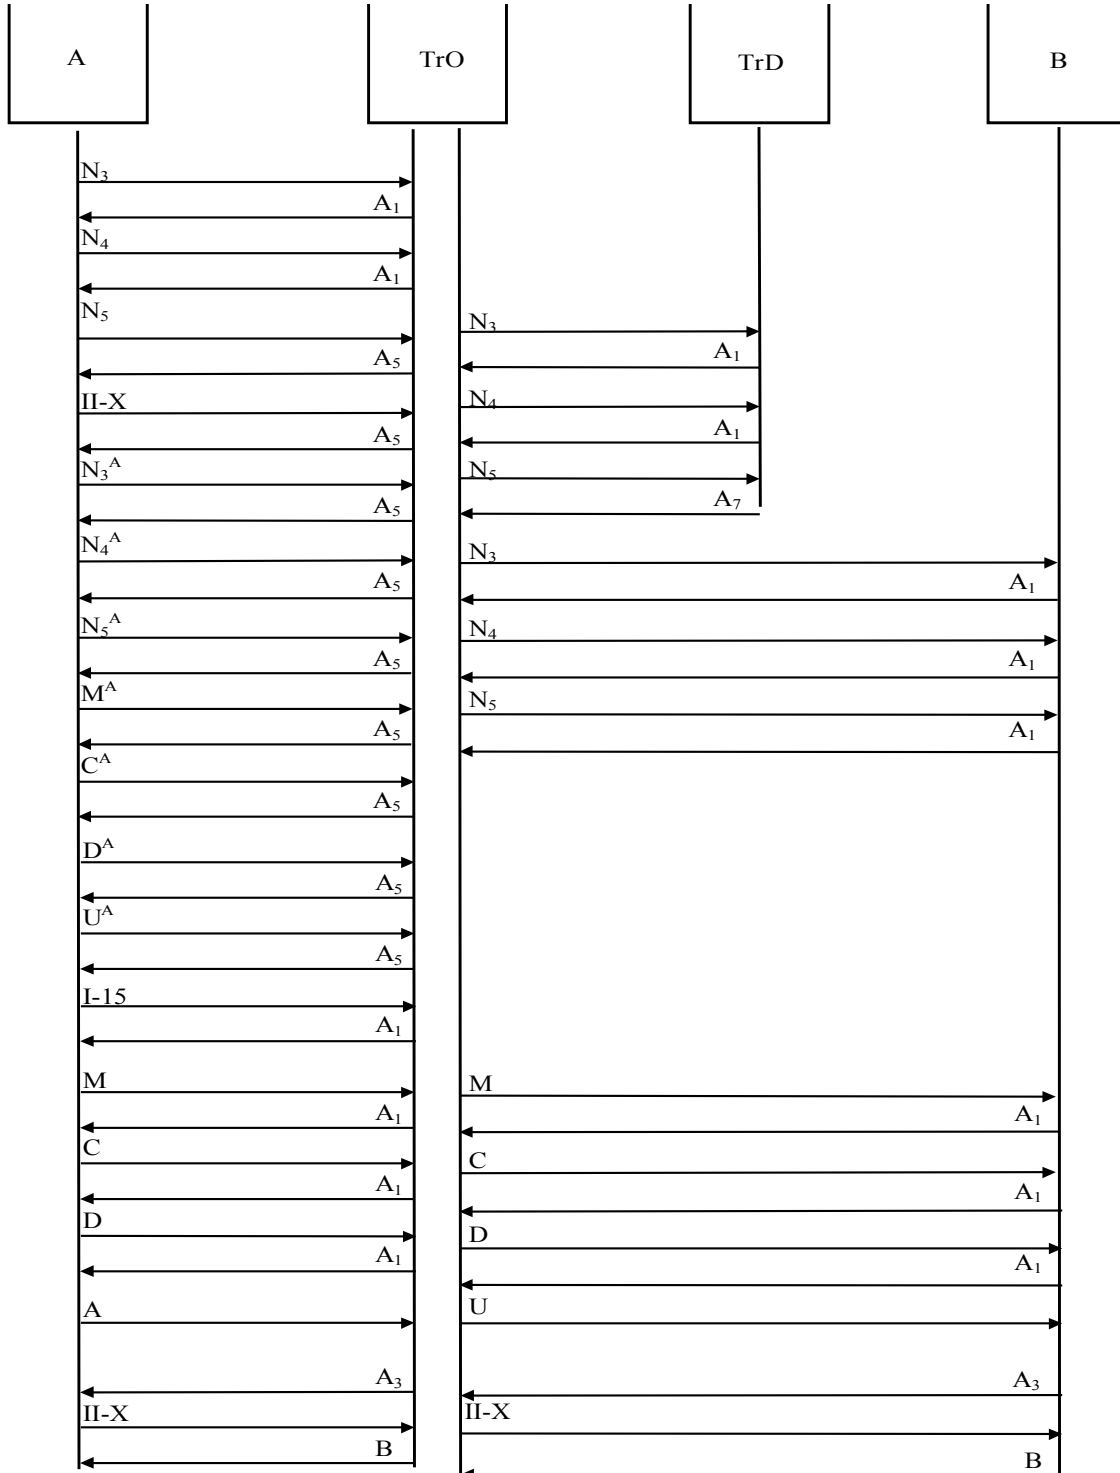 A TrO TrD B
N₃
A₁
N₄
A₁
N₅
N₃
A₁
A₅
II-X
N₄
A₅
A₁
N₃ᴬ
N₅
A₅
A₇
N₄ᴬ
N₃
A₅
A₁
N₅ᴬ
N₄
A₅
A₁
Mᴬ
N₅
A₅
A₁
Cᴬ
A₅
Dᴬ
A₅
Uᴬ
A₅
I-15
A₁
M
M
A₁
A₁
C
C
A₁
A₁
D
D
A₁
A₁
A
U
A₃
A₃
II-X
II-X
B
B